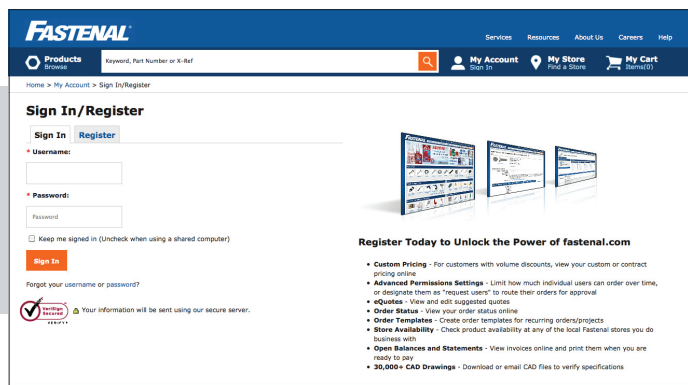 FASTENAL
Services Resources About Us Careers Help
Products
Browse
Keyword, Part Number or X-Ref
My Account
Sign In
My Store
Find a Store
My Cart
Items(0)
Home > My Account > Sign In/Register
Sign In/Register
Sign In Register
* Username:
* Password:
Password
Keep me signed in (Uncheck when using a shared computer)
Sign In
Forgot your username or password?
VeriSign
Secured
VERIFY
Your information will be sent using our secure server.
Register Today to Unlock the Power of fastenal.com
• Custom Pricing - For customers with volume discounts, view your custom or contract
pricing online
• Advanced Permissions Settings - Limit how much individual users can order over time,
or designate them as "request users" to route their orders for approval
• eQuotes - View and edit suggested quotes
• Order Status - View your order status online
• Order Templates - Create order templates for recurring orders/projects
• Store Availability - Check product availability at any of the local Fastenal stores you do
business with
• Open Balances and Statements - View invoices online and print them when you are
ready to pay
• 30,000+ CAD Drawings - Download or email CAD files to verify specifications